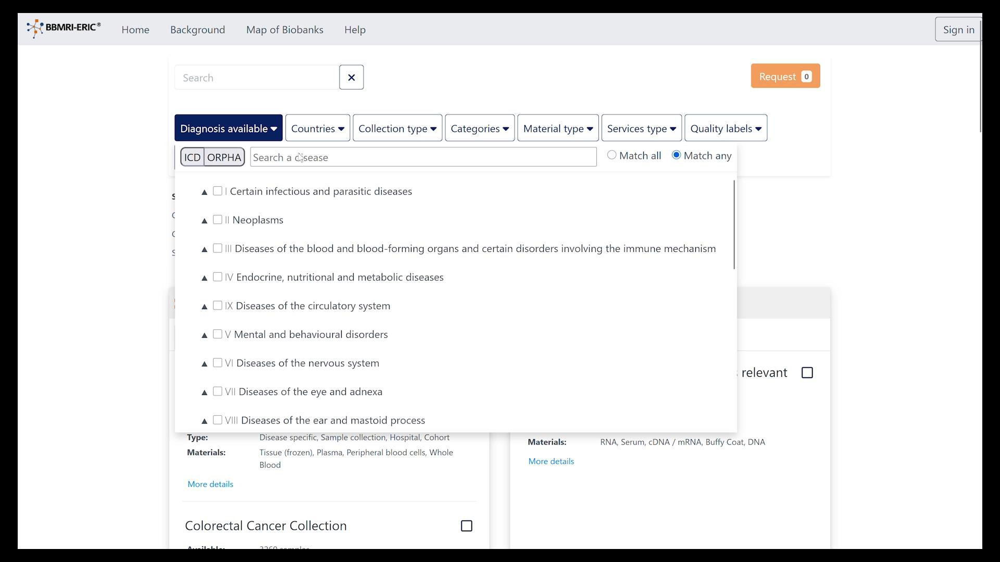 BBMRI-ERIC®
Home
Background
Map of Biobanks
Help
Sign in
Search
×
Request 0
Diagnosis available
Countries
Collection type
Categories
Material type
Services type
Quality labels
ICD ORPHA
Search a disease
Match all
Match any
I Certain infectious and parasitic diseases
II Neoplasms
III Diseases of the blood and blood-forming organs and certain disorders involving the immune mechanism
IV Endocrine, nutritional and metabolic diseases
IX Diseases of the circulatory system
V Mental and behavioural disorders
VI Diseases of the nervous system
VII Diseases of the eye and adnexa
VIII Diseases of the ear and mastoid process
relevant
Type: Disease specific, Sample collection, Hospital, Cohort
Materials: Tissue (frozen), Plasma, Peripheral blood cells, Whole
Blood
More details
Materials: RNA, Serum, cDNA / mRNA, Buffy Coat, DNA
More details
Colorectal Cancer Collection